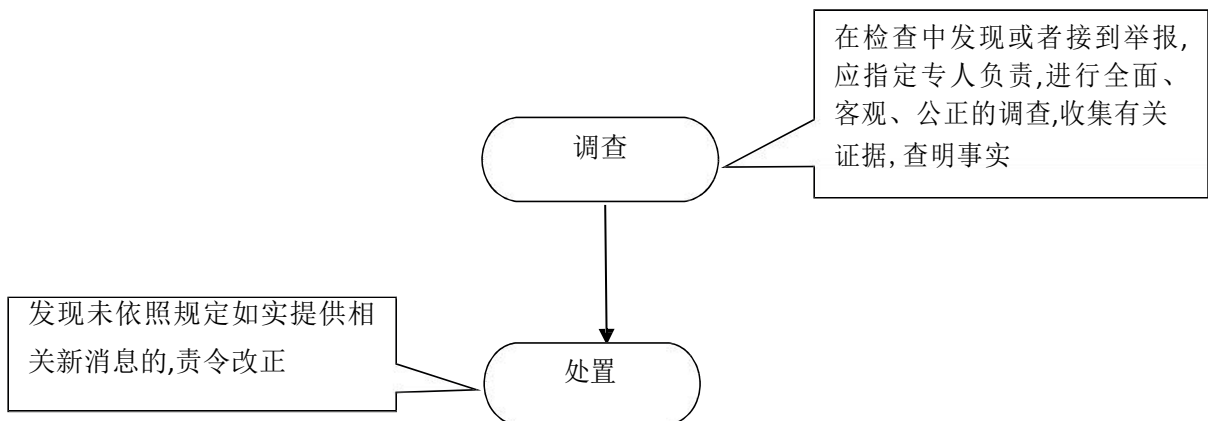 在检查中发现或者接到举报,
应指定专人负责,进行全面、
客观、公正的调查,收集有关
证据, 查明事实
调查
发现未依照规定如实提供相
关新消息的,责令改正
处置